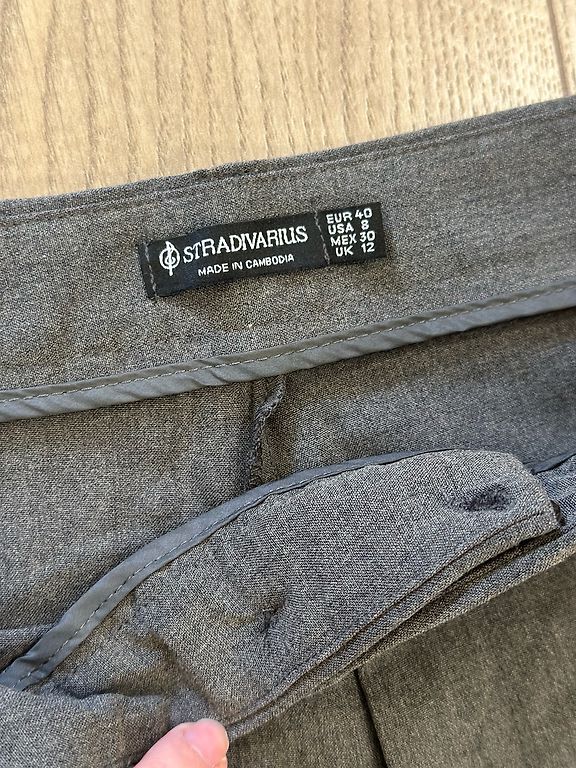 STRADIVARIUS
MADE IN CAMBODIA
EUR 40
USA 8
MEX 30
UK 12